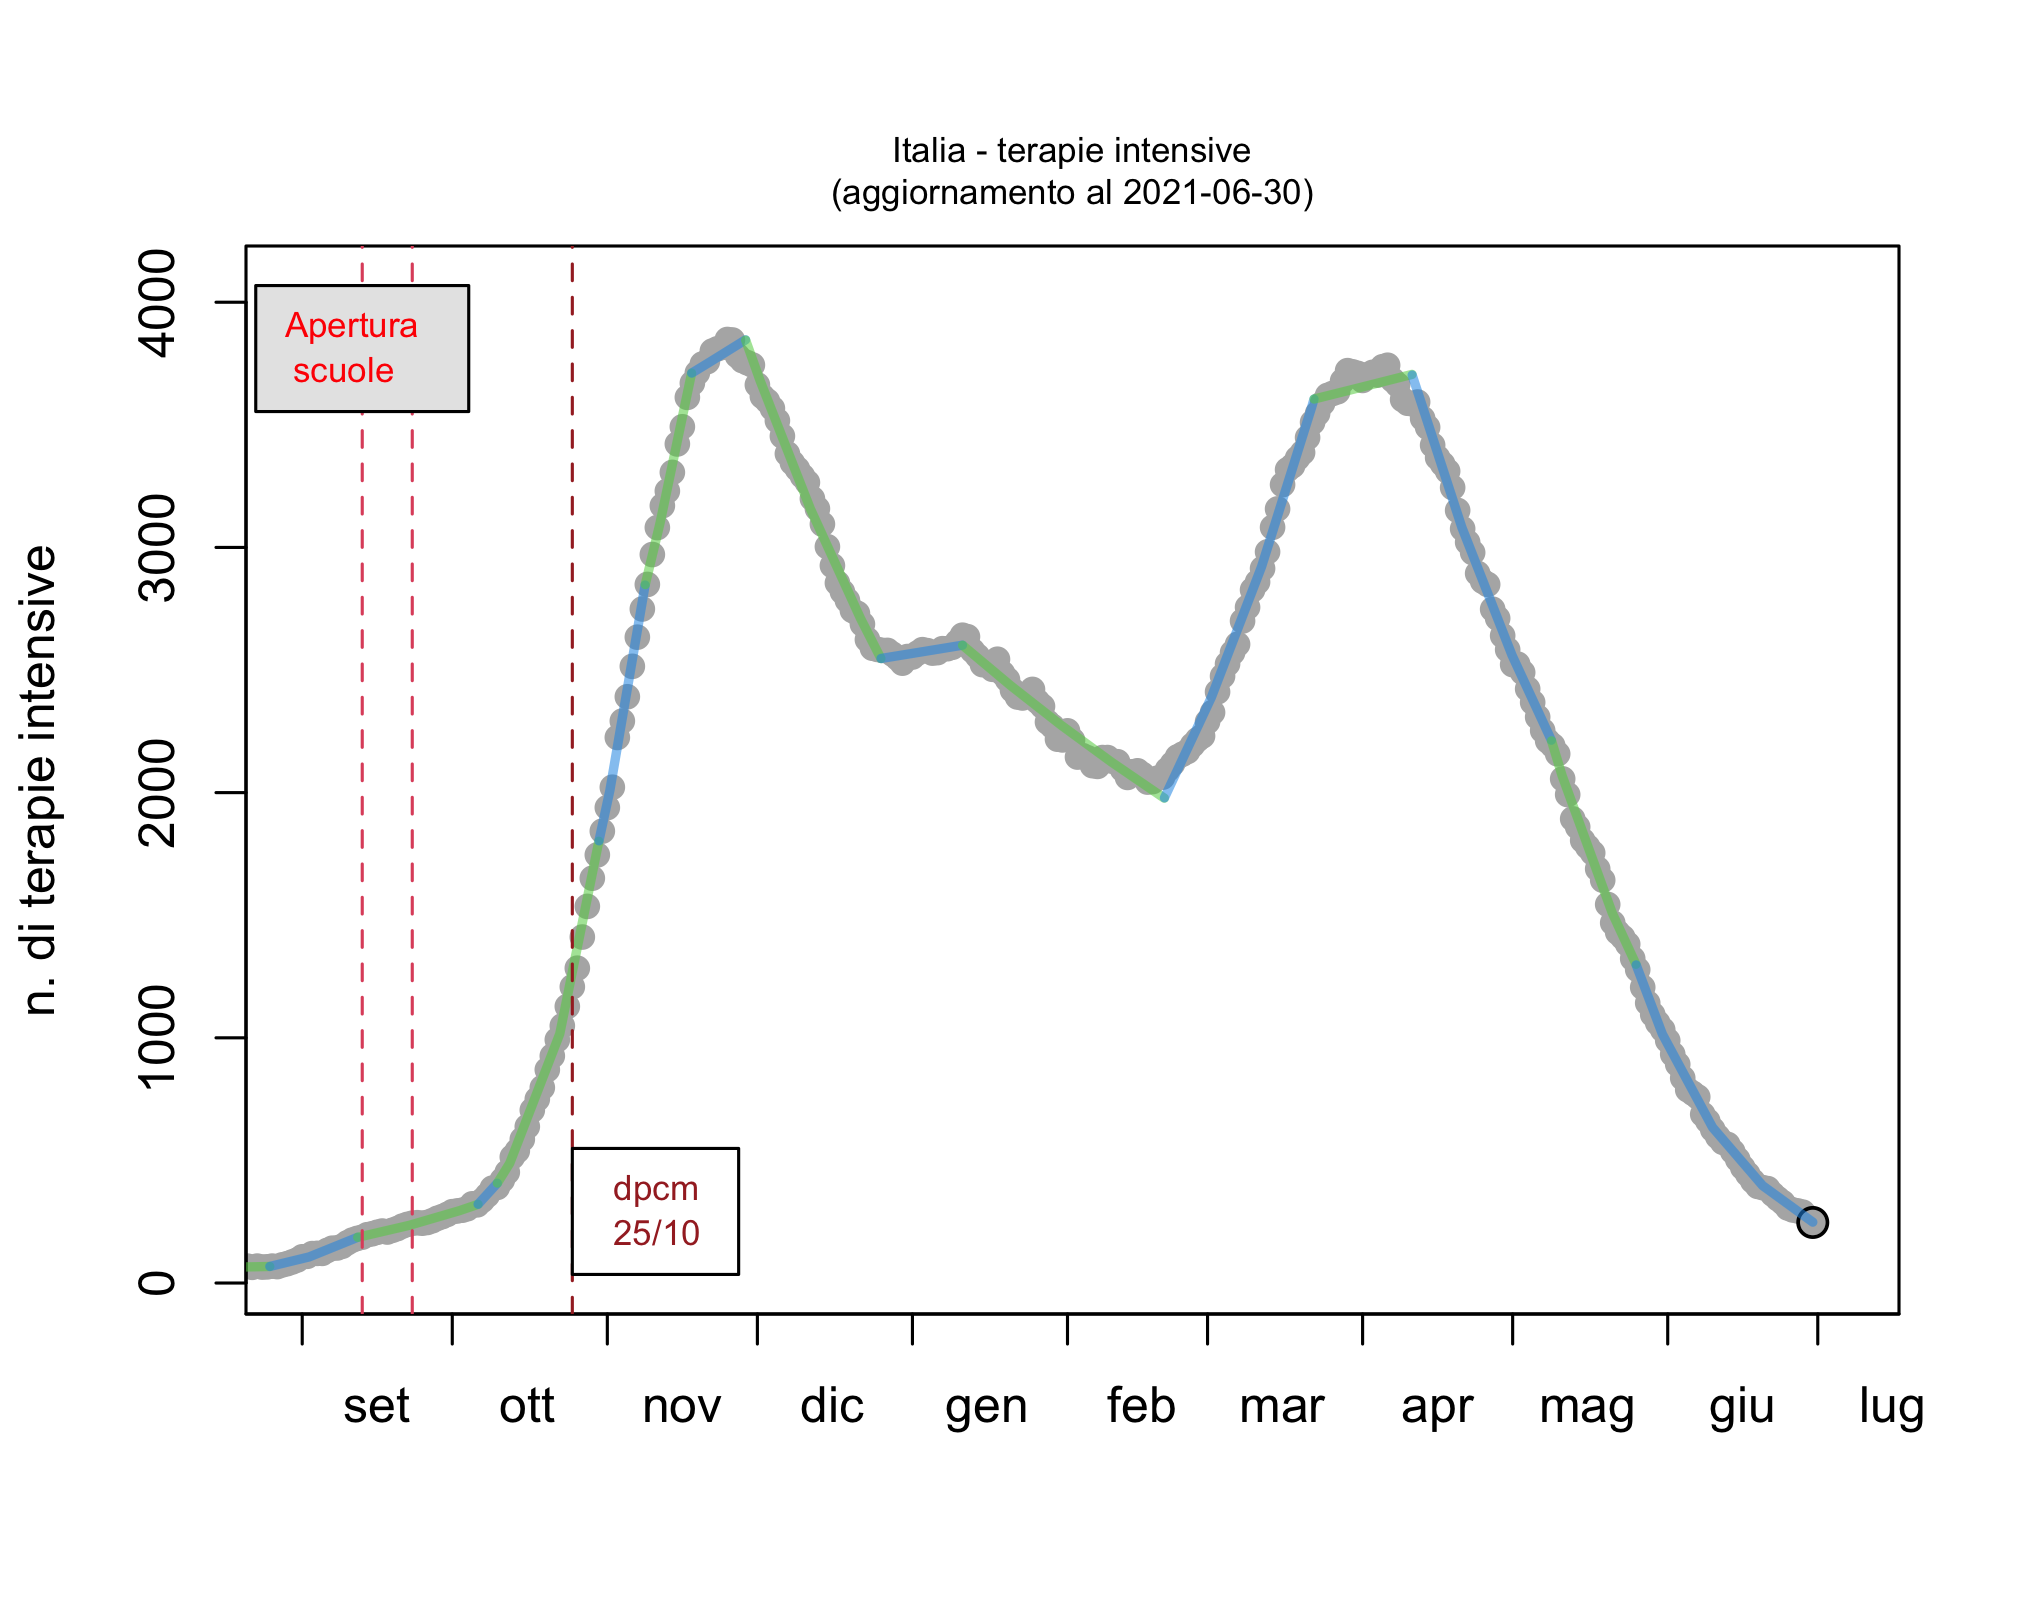 Italia - terapie intensive
(aggiornamento al 2021-06-30)
n. di terapie intensive
4000
3000
2000
1000
0
Apertura
scuole
dpcm
25/10
set ott nov dic gen feb mar apr mag giu lug